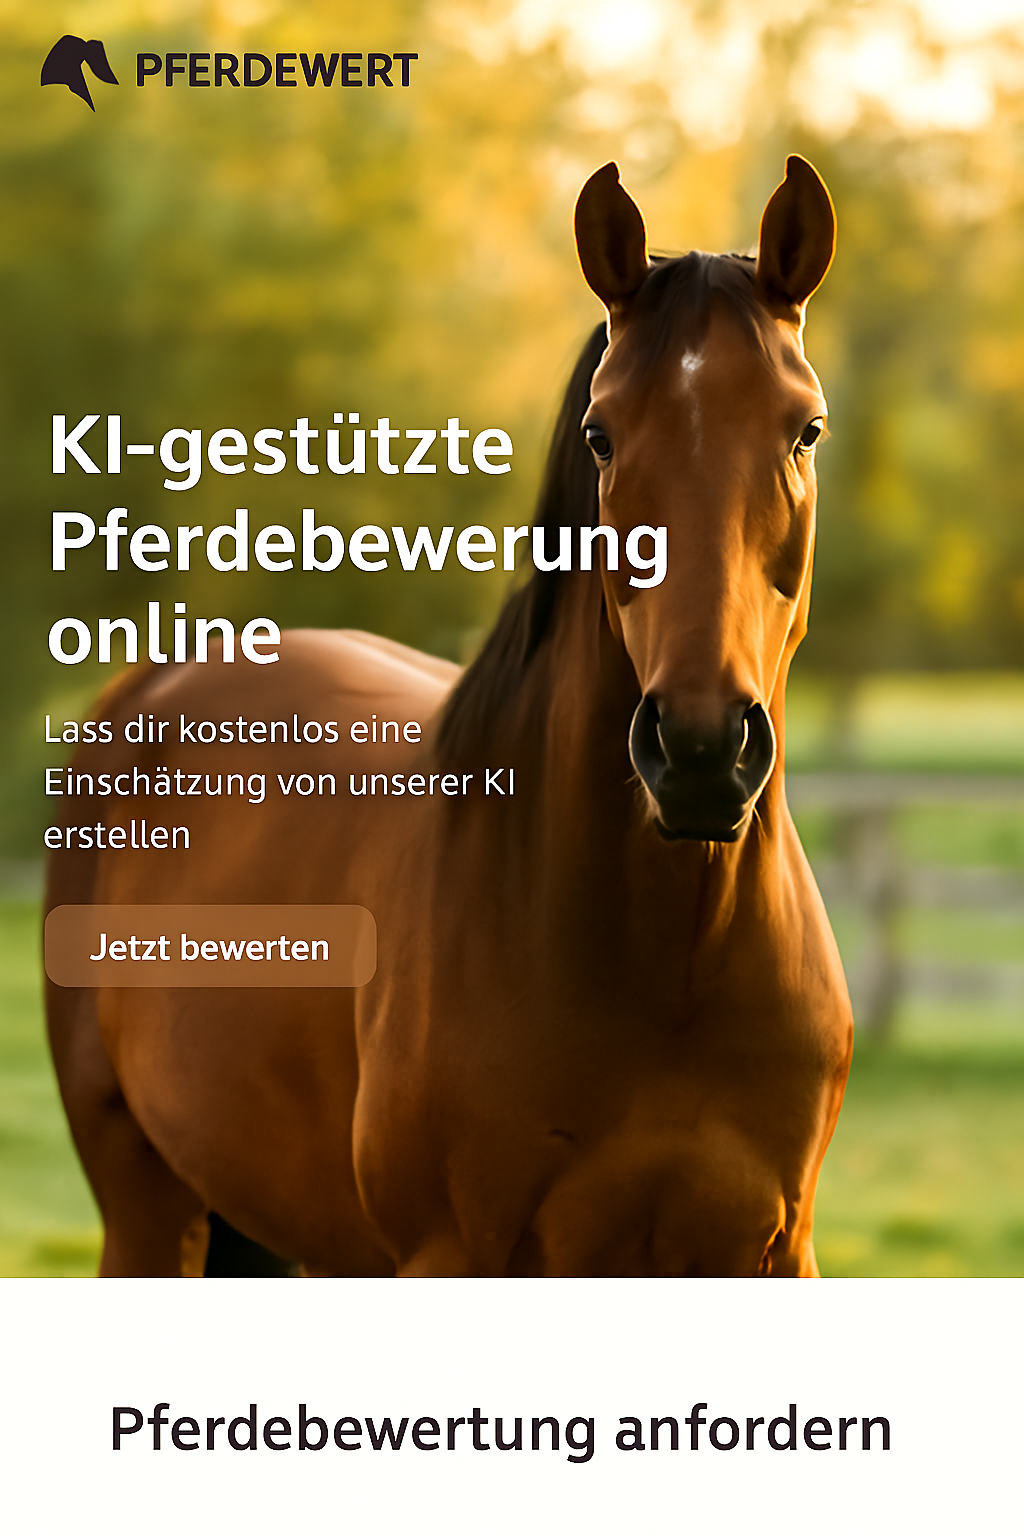 PFERDEWERT
KI-gestützte
Pferdebewerung
online
Lass dir kostenlos eine
Einschätzung von unserer KI
erstellen
Jetzt bewerten
Pferdebewertung anfordern